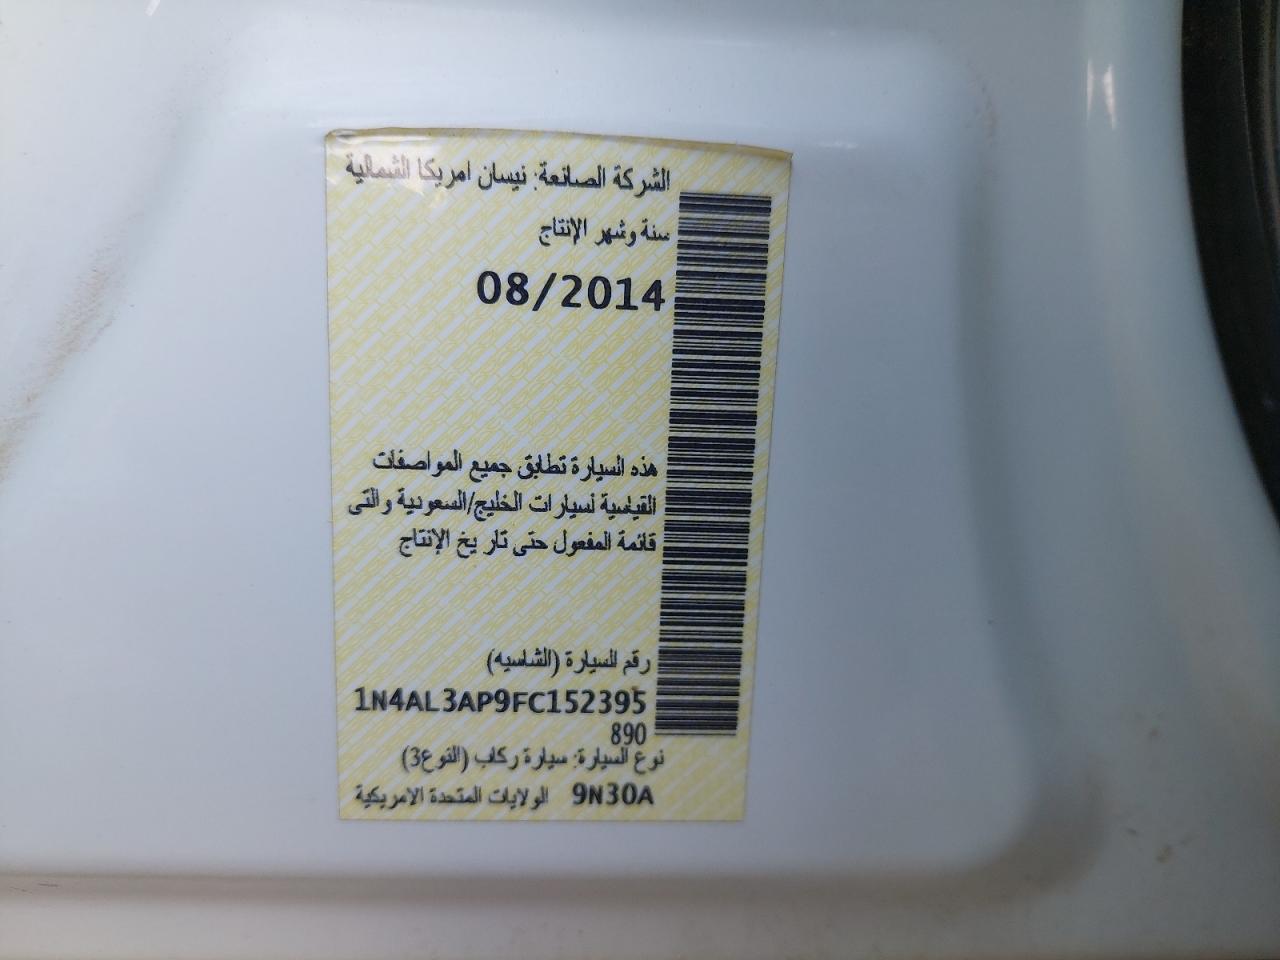 الشركة الصانعة: نيسان امريكا الشمالية
سنة وشهر الإنتاج
08/2014
هذه السيارة تطابق جميع المواصفات
القياسية لسيارات الخليج/السعودية والتى
قائمة المفعول حتى تاريخ الإنتاج
رقم السيارة (الشاسيه)
1N4AL3AP9FC152395
890
نوع السيارة: سيارة ركاب (النوع3)
9N30A الولايات المتحدة الامريكية